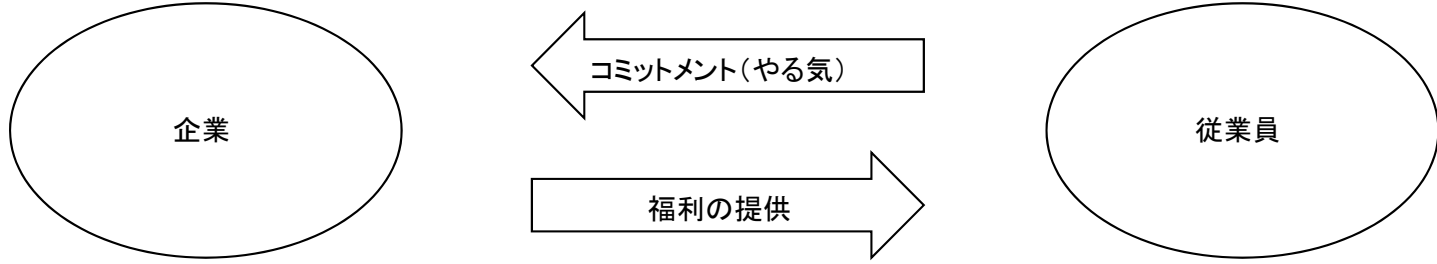 コミットメント（やる気）
企業
従業員
福利の提供